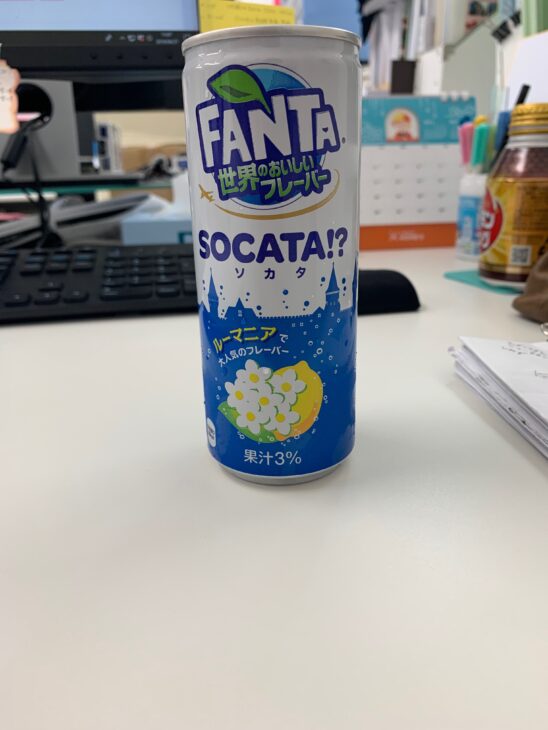 FANTA
世界のおいしい
フレーバー
SOCATA!?
ソカタ
ルーマニアで
大人気のフレーバー
果汁3%